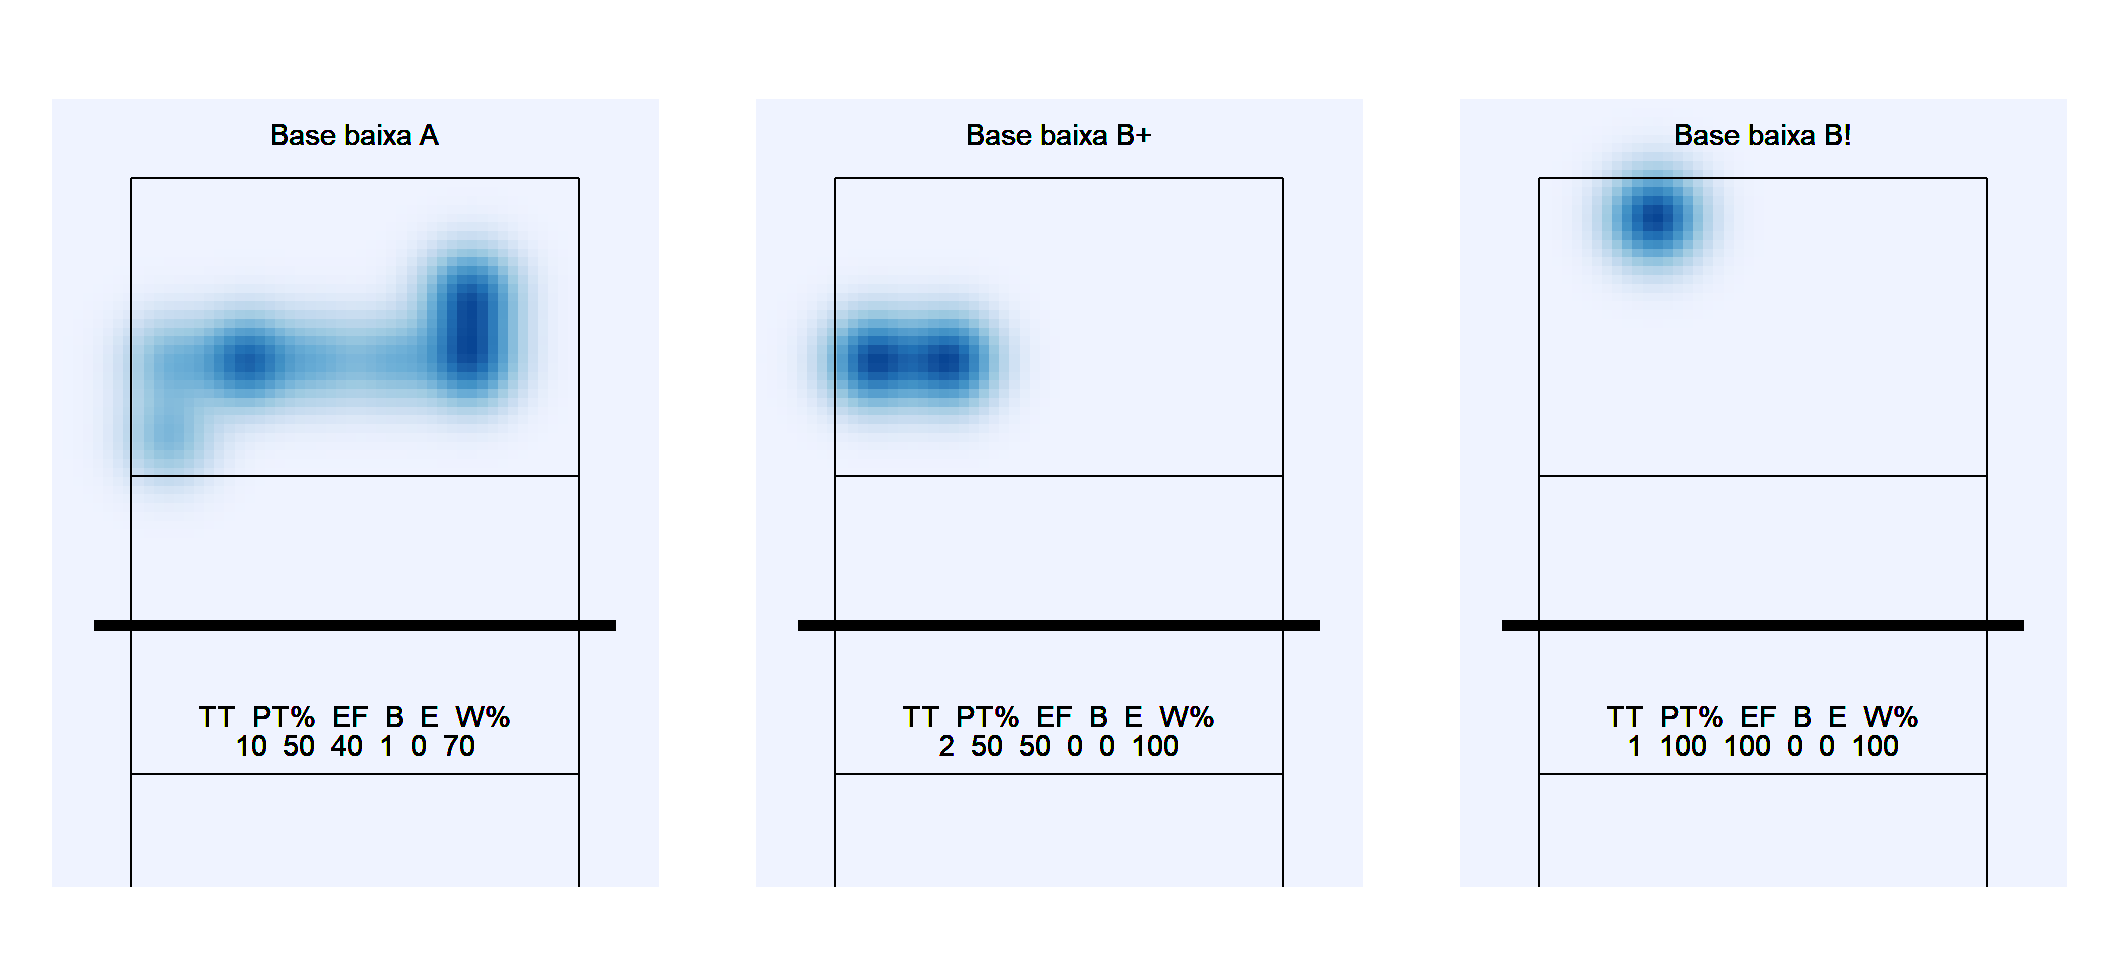 Base baixa A
TT PT% EF B E W%
10 50 40 1 0 70
Base baixa B+
TT PT% EF B E W%
2 50 50 0 0 100
Base baixa B!
TT PT% EF B E W%
1 100 100 0 0 100